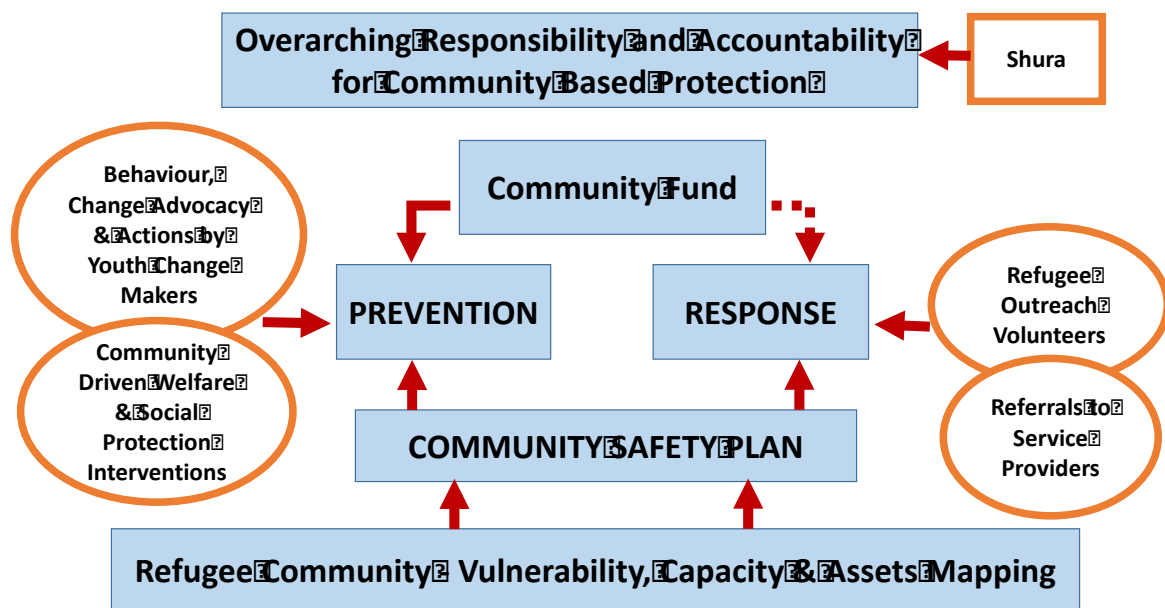 Overarching Responsibility and Accountability
for Community Based Protection
Shura
Behaviour,
Change Advocacy
& Actions by
Youth Change
Makers
Community Fund
PREVENTION
RESPONSE
Refugee
Outreach
Volunteers
Community
Driven Welfare
& Social
Protection
Interventions
COMMUNITY SAFETY PLAN
Referrals to
Service
Providers
Refugee Community - Vulnerability, Capacity & Assets Mapping